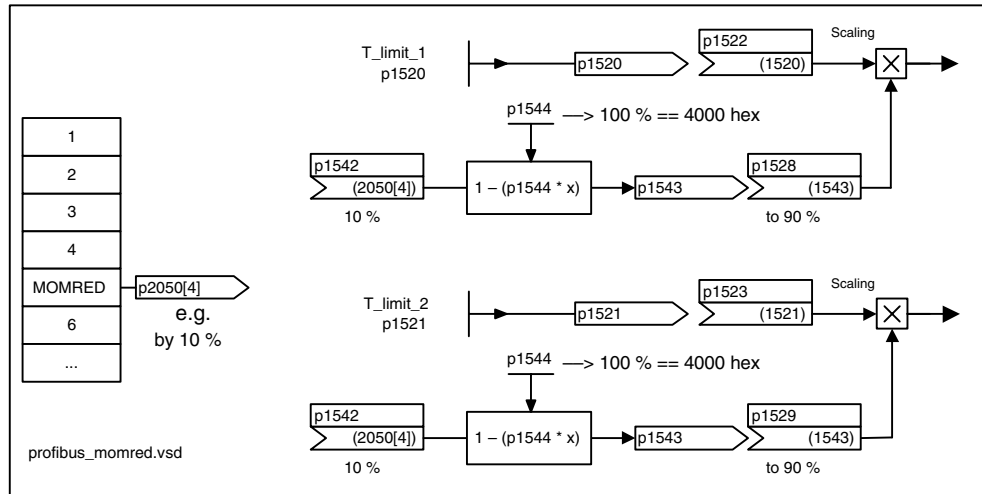 T_limit_1
p1520
p1520
p1522
(1520)
Scaling
p1544
—> 100 % == 4000 hex
p1542
(2050[4])
10 %
1 – (p1544 * x)
p1543
p1528
(1543)
to 90 %
1
2
3
4
MOMRED
6
...
p2050[4]
e.g.
by 10 %
T_limit_2
p1521
p1521
p1523
(1521)
Scaling
p1544
—> 100 % == 4000 hex
p1542
(2050[4])
10 %
1 – (p1544 * x)
p1543
p1529
(1543)
to 90 %
profibus_momred.vsd